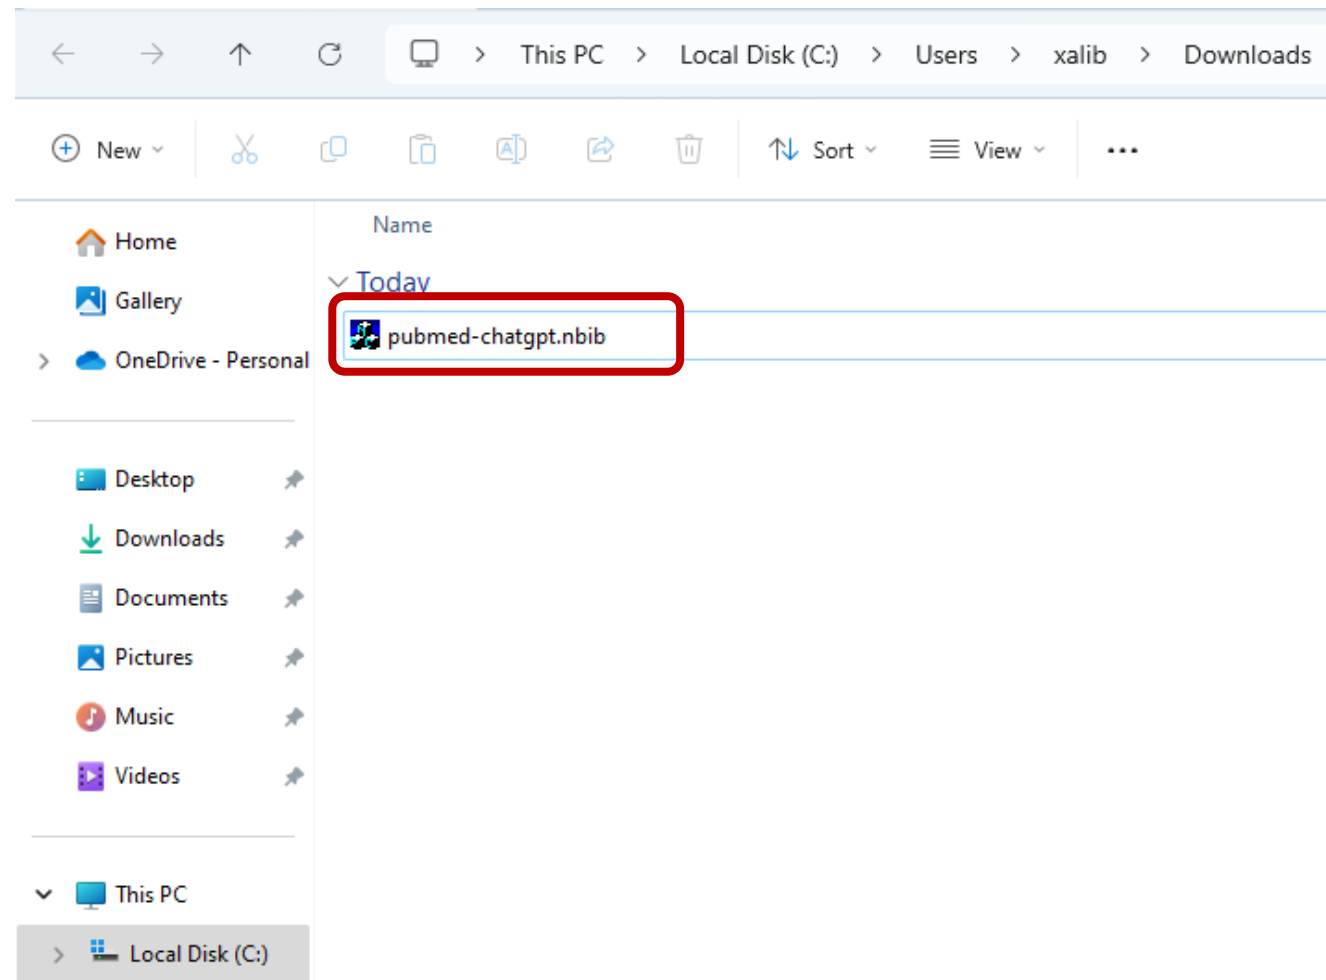 This PC > Local Disk (C:) > Users > xalib > Downloads
New Sort View ...
Name
Today
pubmed-chatgpt.nbib
Home
Gallery
OneDrive - Personal
Desktop
Downloads
Documents
Pictures
Music
Videos
This PC
Local Disk (C:)